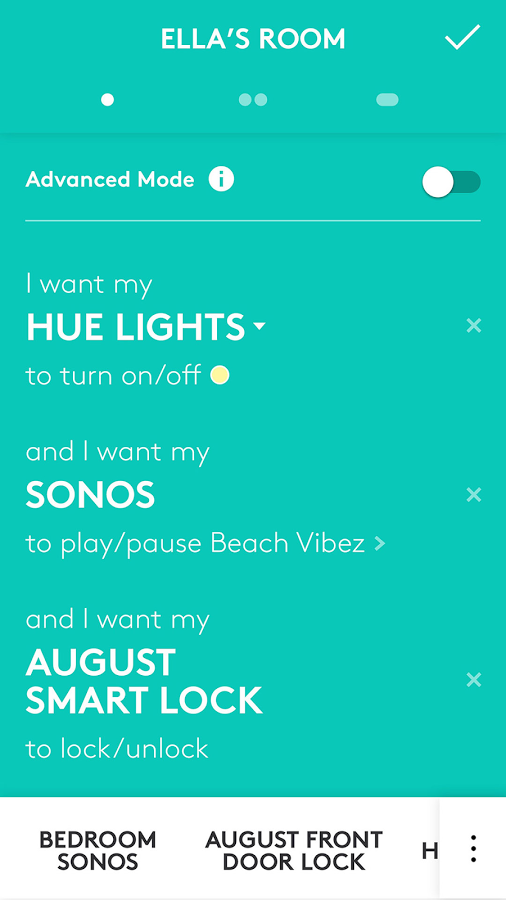 ELLA’S ROOM
Advanced Mode i
I want my
HUE LIGHTS
to turn on/off
and I want my
SONOS
to play/pause Beach Vibez >
and I want my
AUGUST
SMART LOCK
to lock/unlock
BEDROOM
SONOS
AUGUST FRONT
DOOR LOCK
H